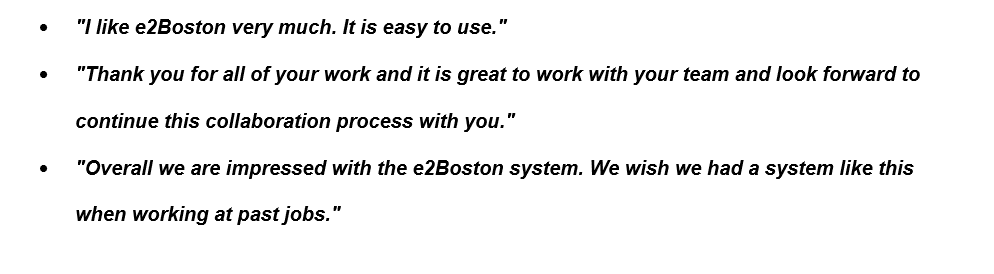 • "I like e2Boston very much. It is easy to use."
• "Thank you for all of your work and it is great to work with your team and look forward to
continue this collaboration process with you."
• "Overall we are impressed with the e2Boston system. We wish we had a system like this
when working at past jobs."